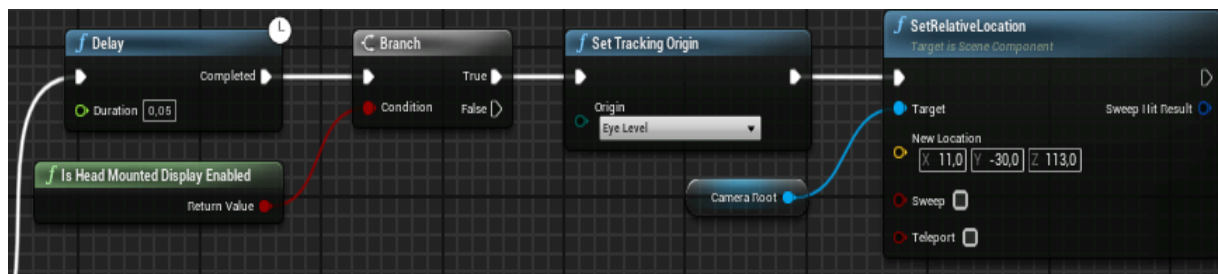 Delay
Completed
Duration 0,05
Is Head Mounted Display Enabled
Return Value
Branch
True
Condition
False
Set Tracking Origin
Origin
Eye Level
Camera Root
SetRelativeLocation
Target is Scene Component
Target
Sweep Hit Result
New Location
X 11,0 Y -30,0 Z 113,0
Sweep
Teleport